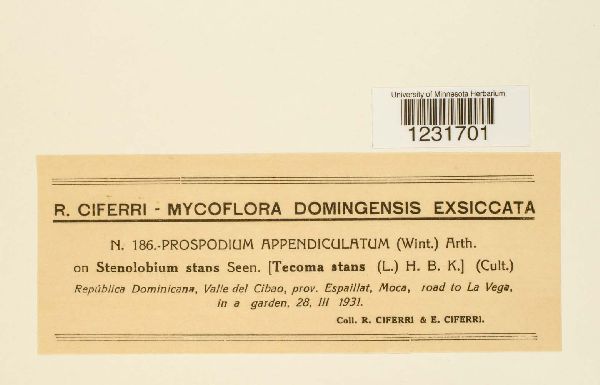 University of Minnesota Herbarium
1231701
R. CIFERRI - MYCOFLORA DOMINGENSIS EXSICCATA
N. 186.-PROSPODIUM APPENDICULATUM (Wint.) Arth.
on Stenolobium stans Seen. [Tecoma stans (L.) H. B. K.] (Cult.)
República Dominicana, Valle del Cibao, prov. Espaillat, Moca, road to La Vega,
in a garden, 28, III 1931.
Coll. R. CIFERRI & E. CIFERRI.